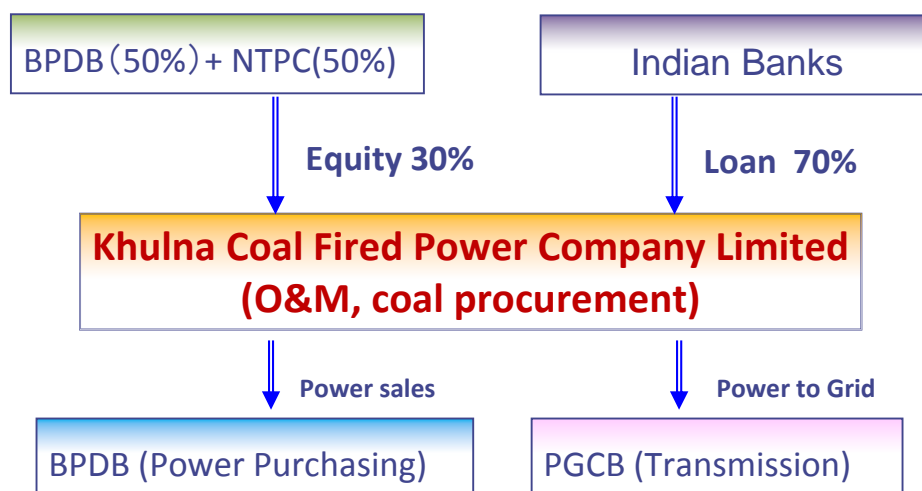 BPDB（50%）+ NTPC(50%)
Indian Banks
Equity 30%
Loan 70%
Khulna Coal Fired Power Company Limited
(O&M, coal procurement)
Power sales
Power to Grid
BPDB (Power Purchasing)
PGCB (Transmission)